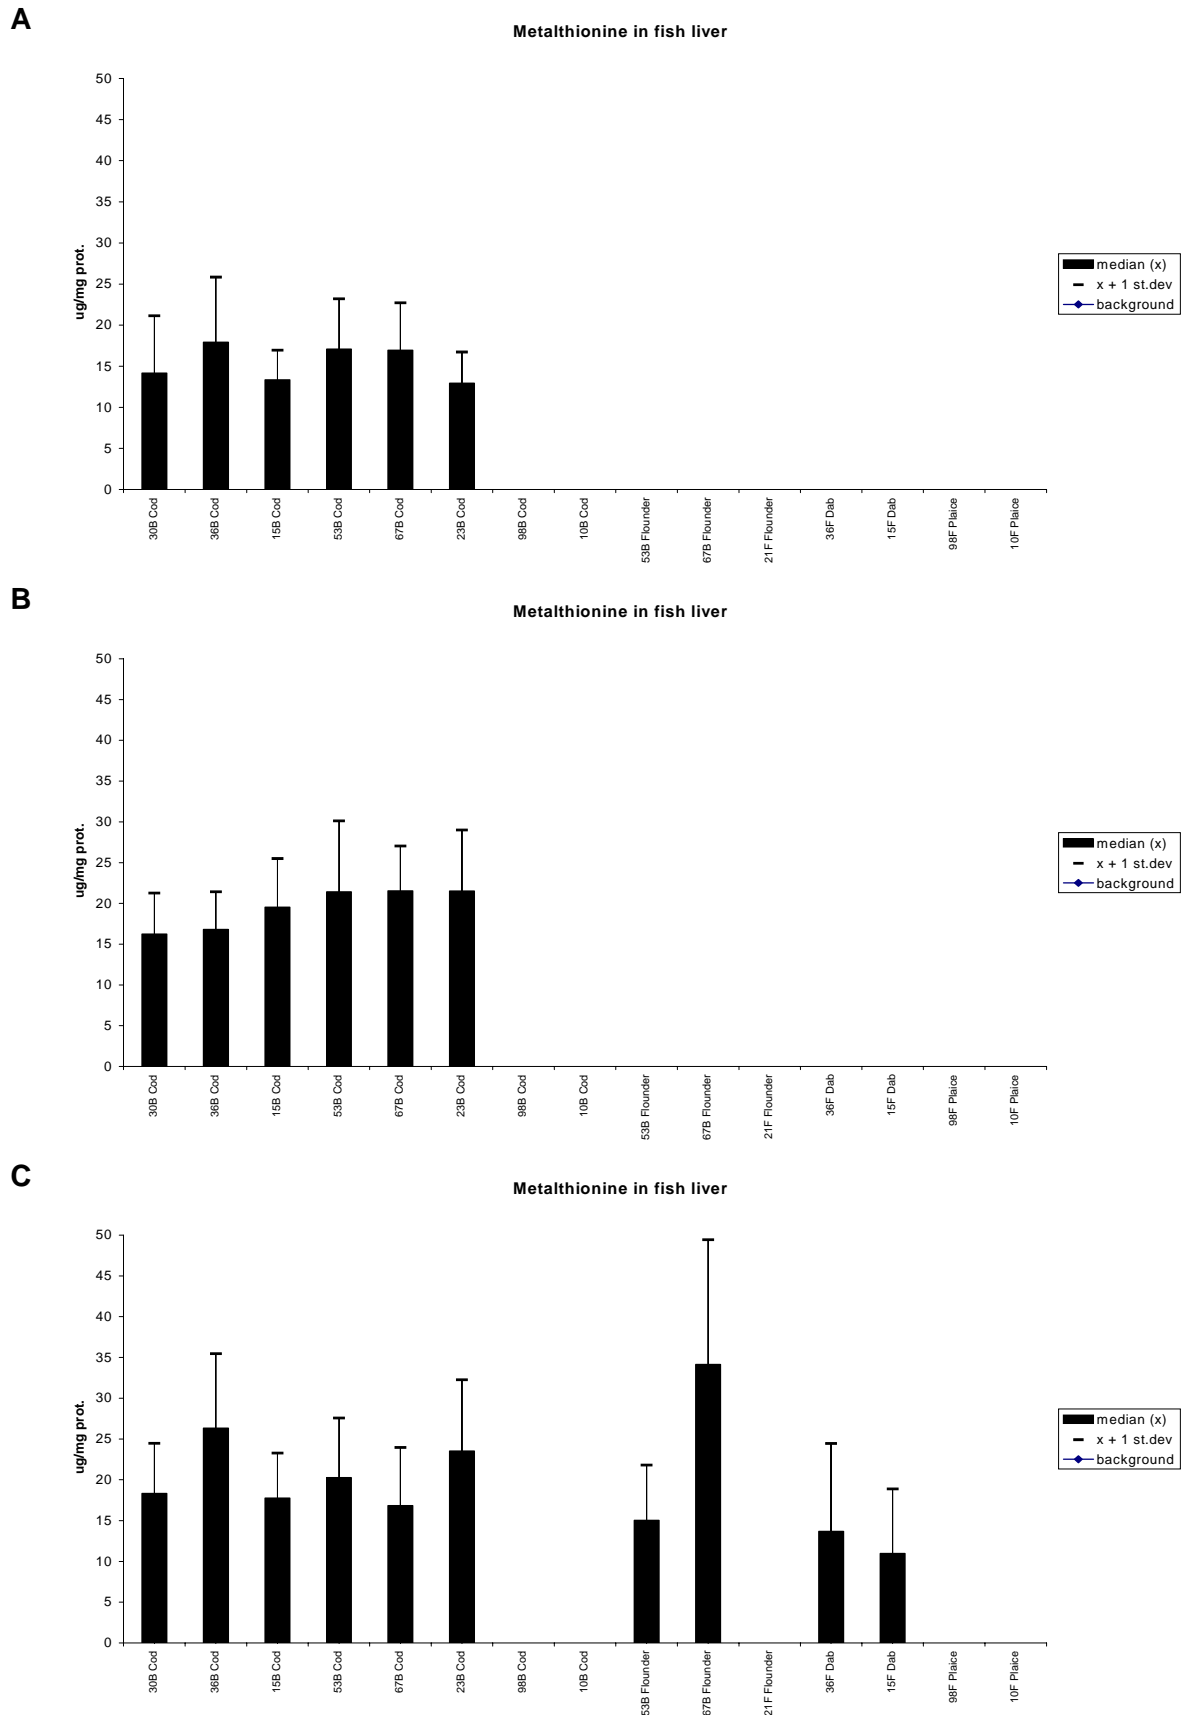 A
Metalthionine in fish liver
50
45
40
35
30
25
20
15
10
5
0
ug/mg prot.
30B Cod
36B Cod
15B Cod
53B Cod
67B Cod
23B Cod
98B Cod
10B Cod
53B Flounder
67B Flounder
21F Flounder
36F Dab
15F Dab
98F Plaice
10F Plaice
median (x)
x + 1 st.dev
background
B
Metalthionine in fish liver
50
45
40
35
30
25
20
15
10
5
0
ug/mg prot.
30B Cod
36B Cod
15B Cod
53B Cod
67B Cod
23B Cod
98B Cod
10B Cod
53B Flounder
67B Flounder
21F Flounder
36F Dab
15F Dab
98F Plaice
10F Plaice
median (x)
x + 1 st.dev
background
C
Metalthionine in fish liver
50
45
40
35
30
25
20
15
10
5
0
ug/mg prot.
30B Cod
36B Cod
15B Cod
53B Cod
67B Cod
23B Cod
98B Cod
10B Cod
53B Flounder
67B Flounder
21F Flounder
36F Dab
15F Dab
98F Plaice
10F Plaice
median (x)
x + 1 st.dev
background